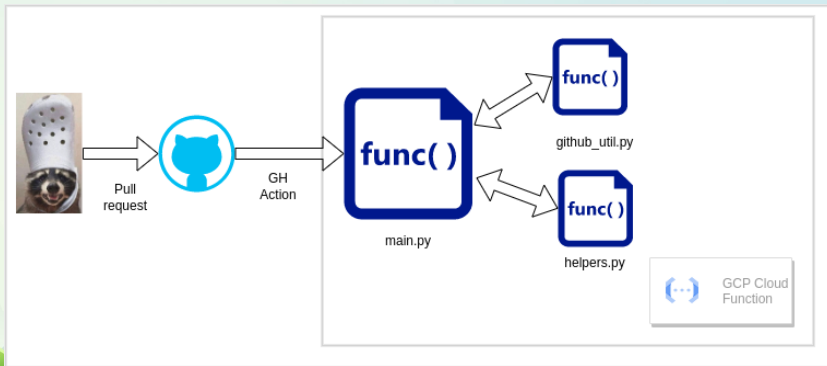 Pull
request
GH
Action
func( )
main.py
func( )
github_util.py
func( )
helpers.py
GCP Cloud
Function